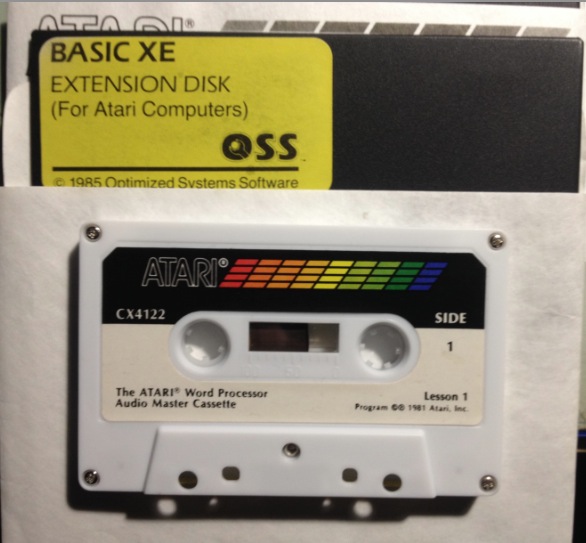 ATARI®
BASIC XE
EXTENSION DISK
(For Atari Computers)
OSS
© 1985 Optimized Systems Software
ATARI®
CX4122
SIDE
1
The ATARI® Word Processor
Audio Master Cassette
Lesson 1
Program ©℗ 1981 Atari, Inc.